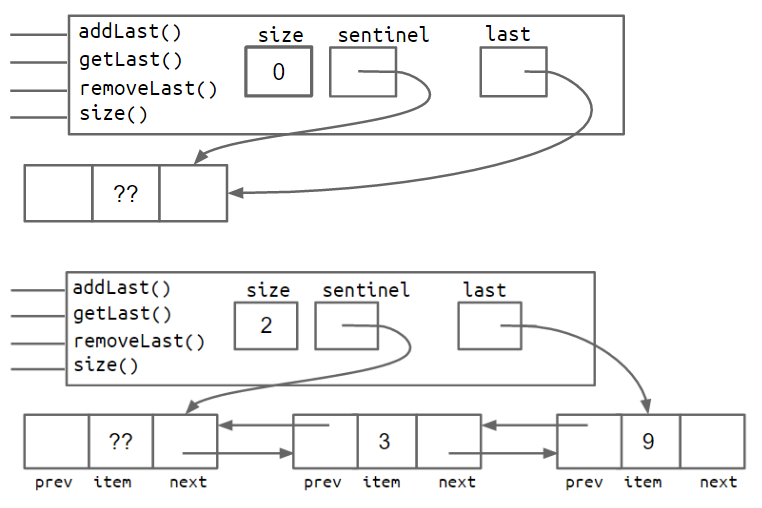 addLast() size sentinel last
getLast() 0
removeLast()
size()
??
addLast() size sentinel last
getLast() 2
removeLast()
size()
?? 3 9
prev item next prev item next prev item next